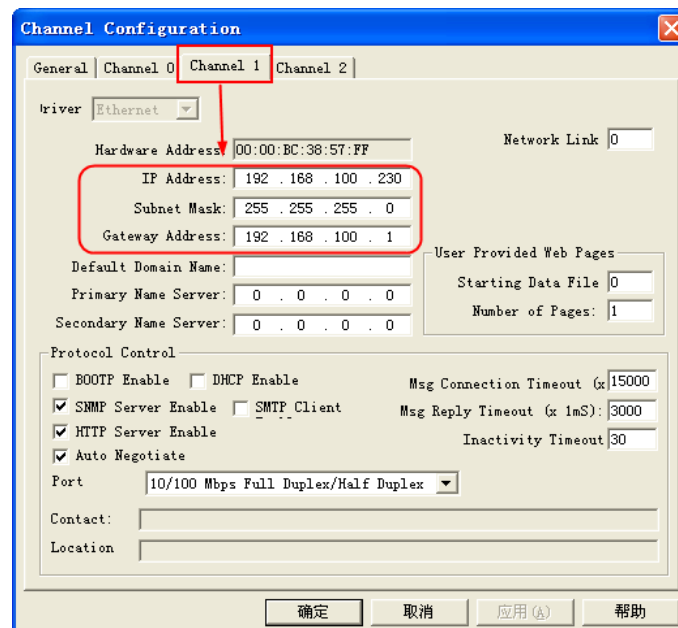 Channel Configuration
General Channel 0 Channel 1 Channel 2
river Ethernet
Hardware Address: 00:00:BC:38:57:FF
Network Link 0
IP Address: 192 . 168 . 100 . 230
Subnet Mask: 255 . 255 . 255 . 0
Gateway Address: 192 . 168 . 100 . 1
Default Domain Name:
Primary Name Server: 0 . 0 . 0 . 0
Secondary Name Server: 0 . 0 . 0 . 0
User Provided Web Pages
Starting Data File 0
Number of Pages: 1
Protocol Control
BOOTP Enable DHCP Enable
SNMP Server Enable SMTP Client
HTTP Server Enable
Auto Negotiate
Msg Connection Timeout (x 15000
Msg Reply Timeout (x 1mS): 3000
Inactivity Timeout 30
Port 10/100 Mbps Full Duplex/Half Duplex
Contact:
Location
确定 取消 应用(A) 帮助